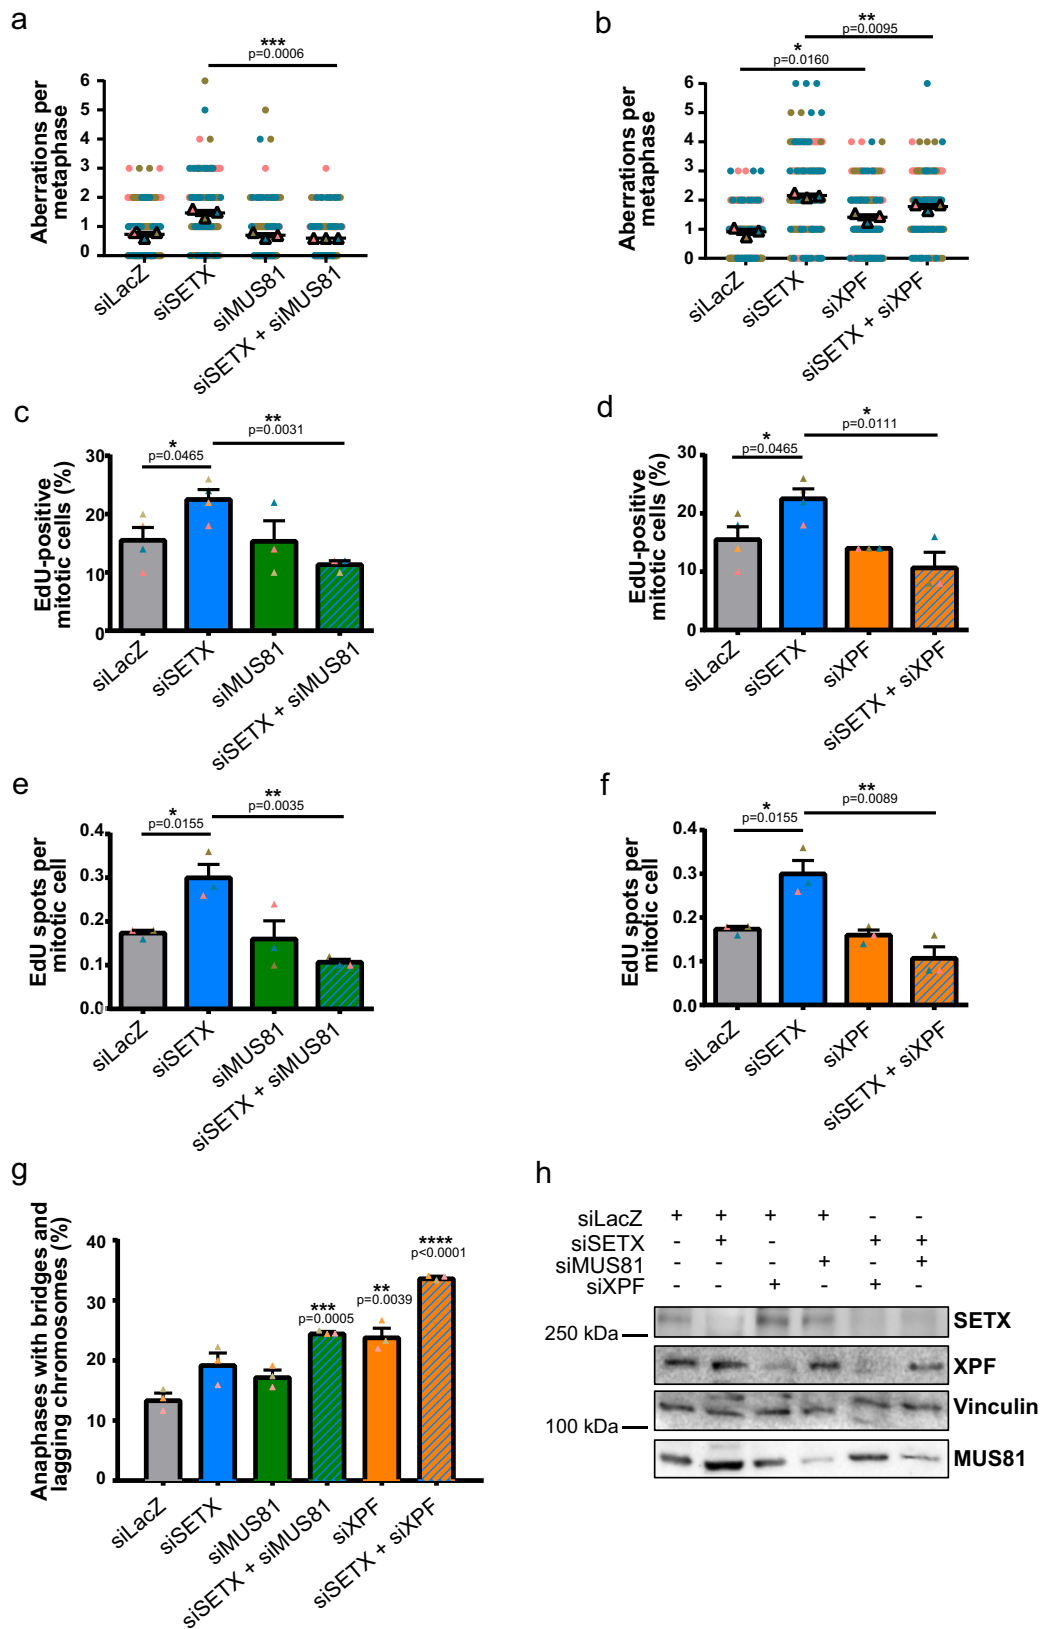 a
***
p=0.0006
Aberrations per
metaphase
6
5
4
3
2
1
0
siLacZ
siSETX
siMUS81
siSETX + siMUS81
b
**
p=0.0095
*
p=0.0160
Aberrations per
metaphase
6
5
4
3
2
1
0
siLacZ
siSETX
siXPF
siSETX + siXPF
c
**
p=0.0031
*
p=0.0465
EdU-positive
mitotic cells (%)
30
20
10
0
siLacZ
siSETX
siMUS81
siSETX + siMUS81
d
*
p=0.0111
*
p=0.0465
EdU-positive
mitotic cells (%)
30
20
10
0
siLacZ
siSETX
siXPF
siSETX + siXPF
e
**
p=0.0035
*
p=0.0155
EdU spots per
mitotic cell
0.4
0.3
0.2
0.1
0.0
siLacZ
siSETX
siMUS81
siSETX + siMUS81
f
**
p=0.0089
*
p=0.0155
EdU spots per
mitotic cell
0.4
0.3
0.2
0.1
0.0
siLacZ
siSETX
siXPF
siSETX + siXPF
g
Anaphases with bridges and
lagging chromosomes (%)
40
30
20
10
0
***
p=0.0005
**
p=0.0039
****
p<0.0001
siLacZ
siSETX
siMUS81
siSETX + siMUS81
siXPF
siSETX + siXPF
h
siLacZ + + + + - -
siSETX - + - - + +
siMUS81 - - - + - +
siXPF - - + - + -
SETX
250 kDa
XPF
Vinculin
100 kDa
MUS81